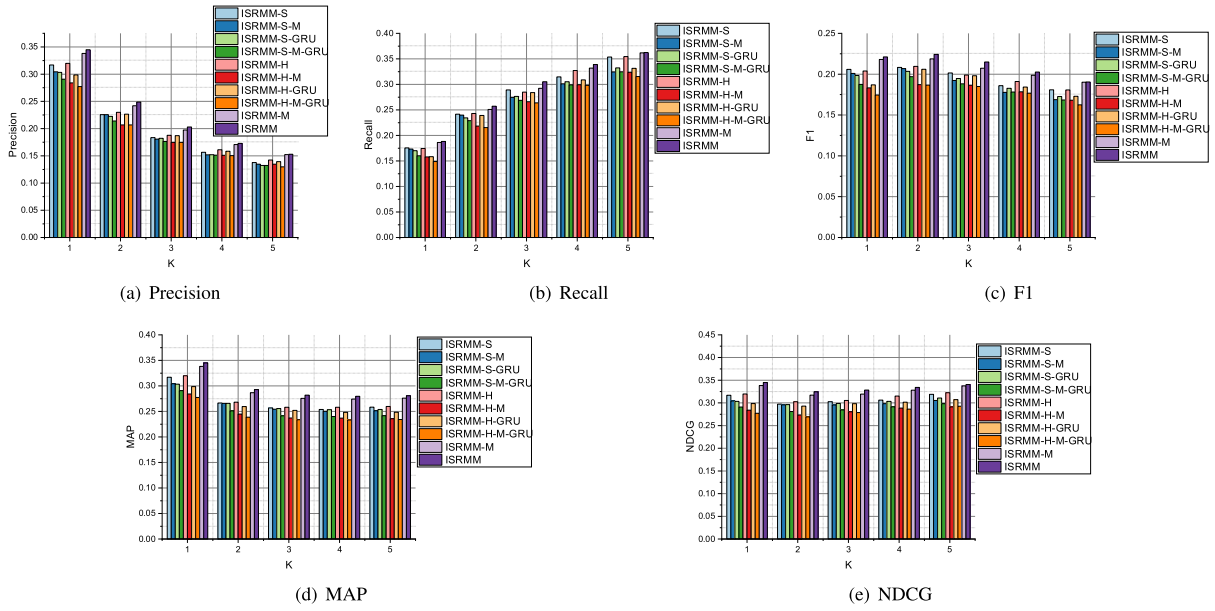 ISRMM-S
ISRMM-S-M
ISRMM-S-GRU
ISRMM-S-M-GRU
ISRMM-H
ISRMM-H-M
ISRMM-H-GRU
ISRMM-H-M-GRU
ISRMM-M
ISRMM
Precision
0.35
0.30
0.25
0.20
0.15
0.10
0.05
0.00
1 2 3 4 5
K
(a) Precision
ISRMM-S
ISRMM-S-M
ISRMM-S-GRU
ISRMM-S-M-GRU
ISRMM-H
ISRMM-H-M
ISRMM-H-GRU
ISRMM-H-M-GRU
ISRMM-M
ISRMM
Recall
0.40
0.35
0.30
0.25
0.20
0.15
0.10
0.05
0.00
1 2 3 4 5
K
(b) Recall
ISRMM-S
ISRMM-S-M
ISRMM-S-GRU
ISRMM-S-M-GRU
ISRMM-H
ISRMM-H-M
ISRMM-H-GRU
ISRMM-H-M-GRU
ISRMM-M
ISRMM
F1
0.25
0.20
0.15
0.10
0.05
0.00
1 2 3 4 5
K
(c) F1
ISRMM-S
ISRMM-S-M
ISRMM-S-GRU
ISRMM-S-M-GRU
ISRMM-H
ISRMM-H-M
ISRMM-H-GRU
ISRMM-H-M-GRU
ISRMM-M
ISRMM
MAP
0.40
0.35
0.30
0.25
0.20
0.15
0.10
0.05
0.00
1 2 3 4 5
K
(d) MAP
ISRMM-S
ISRMM-S-M
ISRMM-S-GRU
ISRMM-S-M-GRU
ISRMM-H
ISRMM-H-M
ISRMM-H-GRU
ISRMM-H-M-GRU
ISRMM-M
ISRMM
NDCG
0.45
0.40
0.35
0.30
0.25
0.20
0.15
0.10
0.05
0.00
1 2 3 4 5
K
(e) NDCG